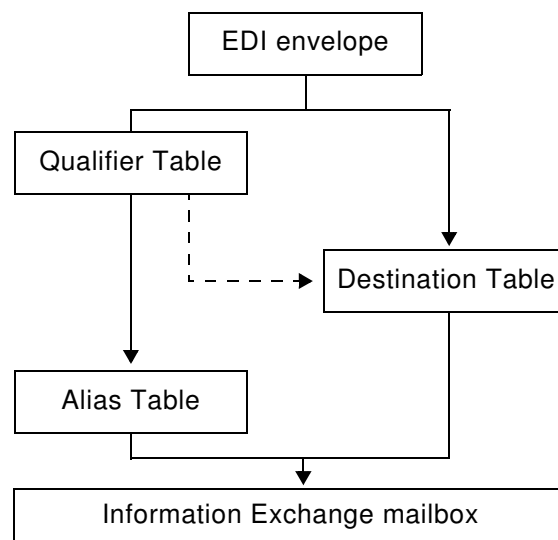 EDI envelope
Qualifier Table
Destination Table
Alias Table
Information Exchange mailbox